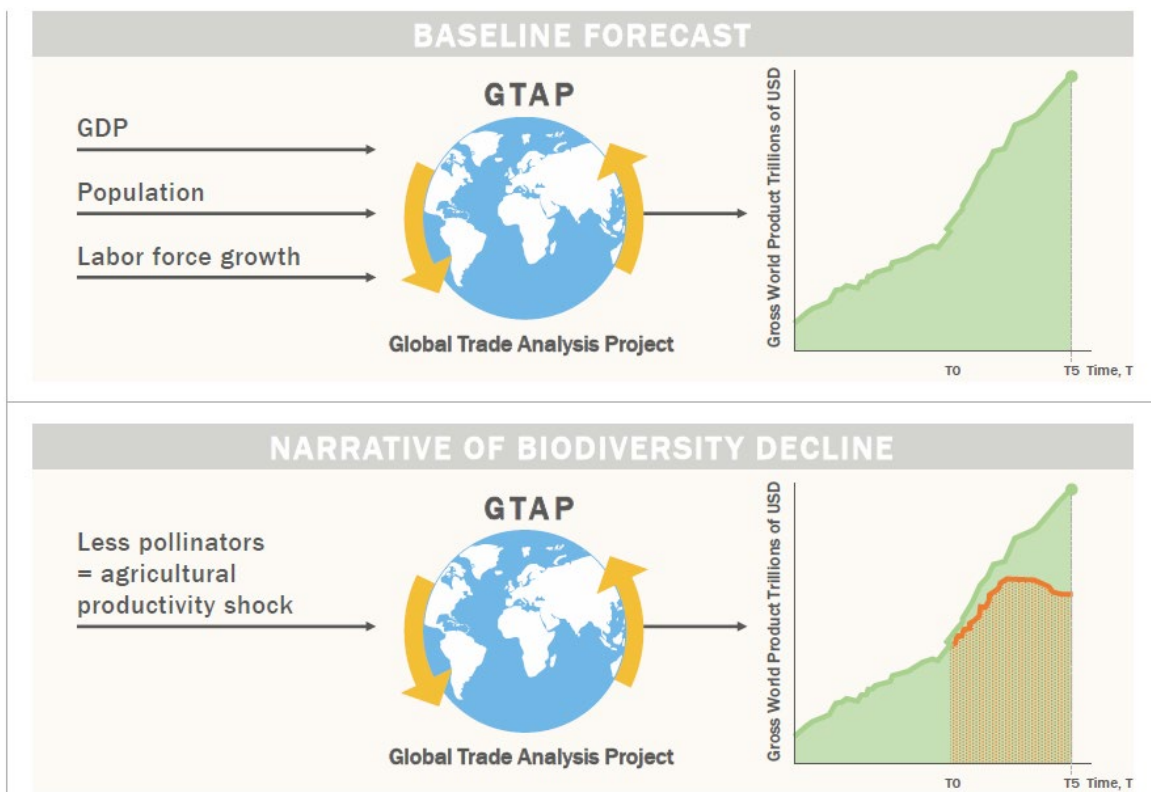 BASELINE FORECAST
GTAP
GDP
Population
Labor force growth
Global Trade Analysis Project
Gross World Product Trillions of USD
T0
T5 Time, T
NARRATIVE OF BIODIVERSITY DECLINE
GTAP
Less pollinators
= agricultural
productivity shock
Global Trade Analysis Project
Gross World Product Trillions of USD
T0
T5 Time, T